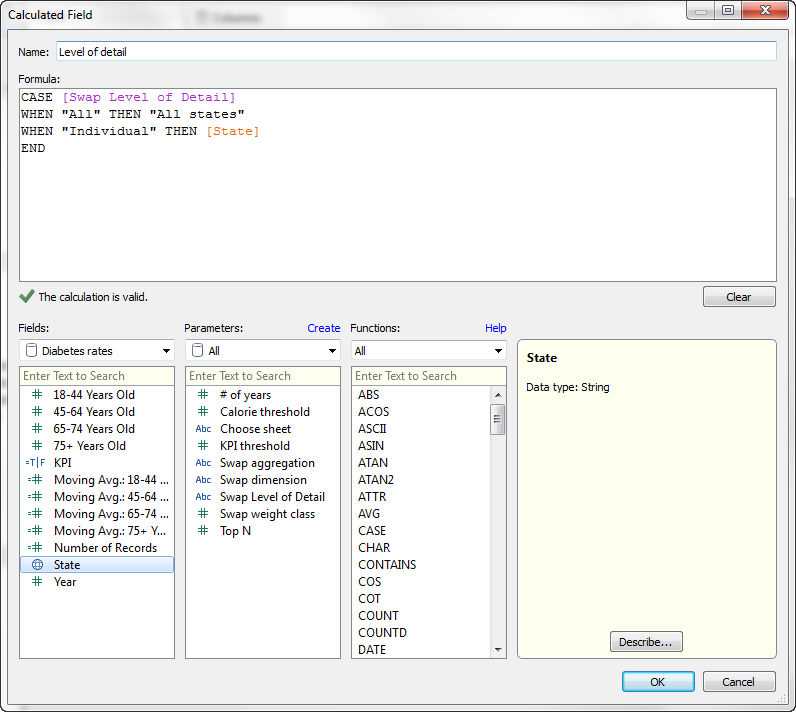 Calculated Field
Columns
Name: Level of detail
Formula:
CASE [Swap Level of Detail]
WHEN "All" THEN "All states"
WHEN "Individual" THEN [State]
END
The calculation is valid.
Clear
Fields:
Diabetes rates
Enter Text to Search
18-44 Years Old
45-64 Years Old
65-74 Years Old
75+ Years Old
=T|F KPI
Moving Avg.: 18-44 ...
Moving Avg.: 45-64 ...
Moving Avg.: 65-74 ...
Moving Avg.: 75+ Y...
Number of Records
State
Year
Parameters: Create
All
Enter Text to Search
# of years
Calorie threshold
Abc Choose sheet
KPI threshold
Abc Swap aggregation
Abc Swap dimension
Abc Swap Level of Detail
Swap weight class
Top N
Functions: Help
All
Enter Text to Search
ABS
ACOS
ASCII
ASIN
ATAN
ATAN2
ATTR
AVG
CASE
CHAR
CONTAINS
COS
COT
COUNT
COUNTD
DATE
State
Data type: String
Describe...
OK
Cancel